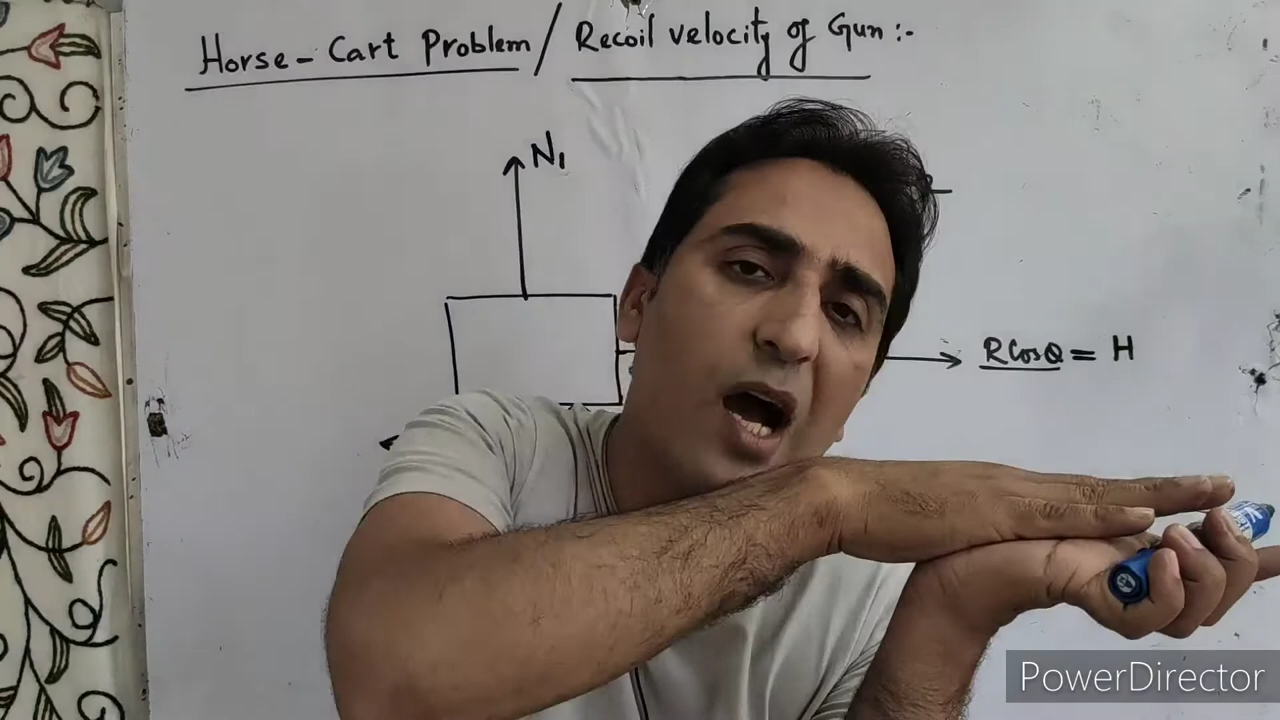 Horse-Cart Problem / Recoil velocity of Gun:-
N₁
RCosθ = H
PowerDirector